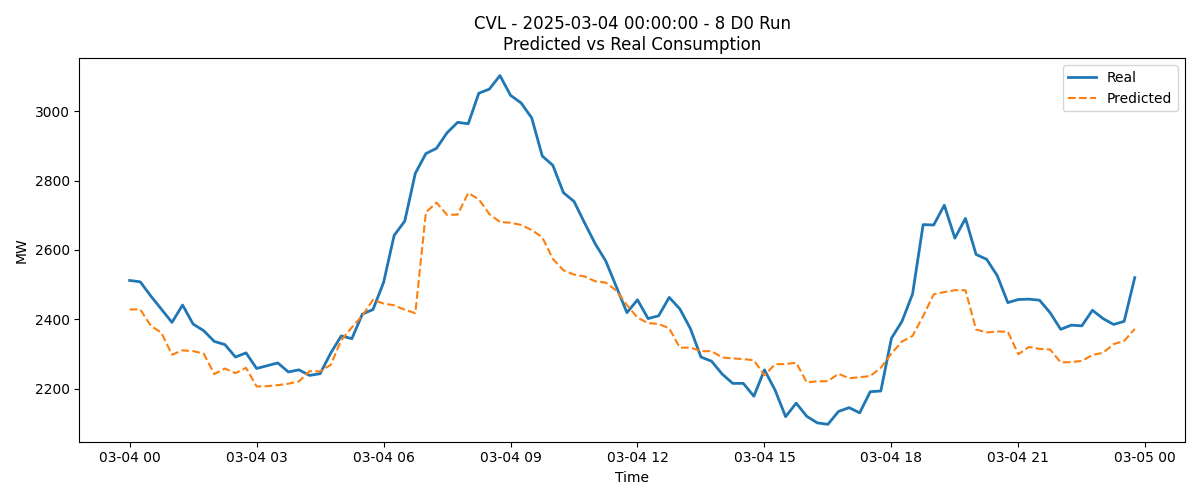 CVL - 2025-03-04 00:00:00 - 8 D0 Run
Predicted vs Real Consumption
Real
Predicted
MW
3000
2800
2600
2400
2200
03-04 00
03-04 03
03-04 06
03-04 09
03-04 12
03-04 15
03-04 18
03-04 21
03-05 00
Time